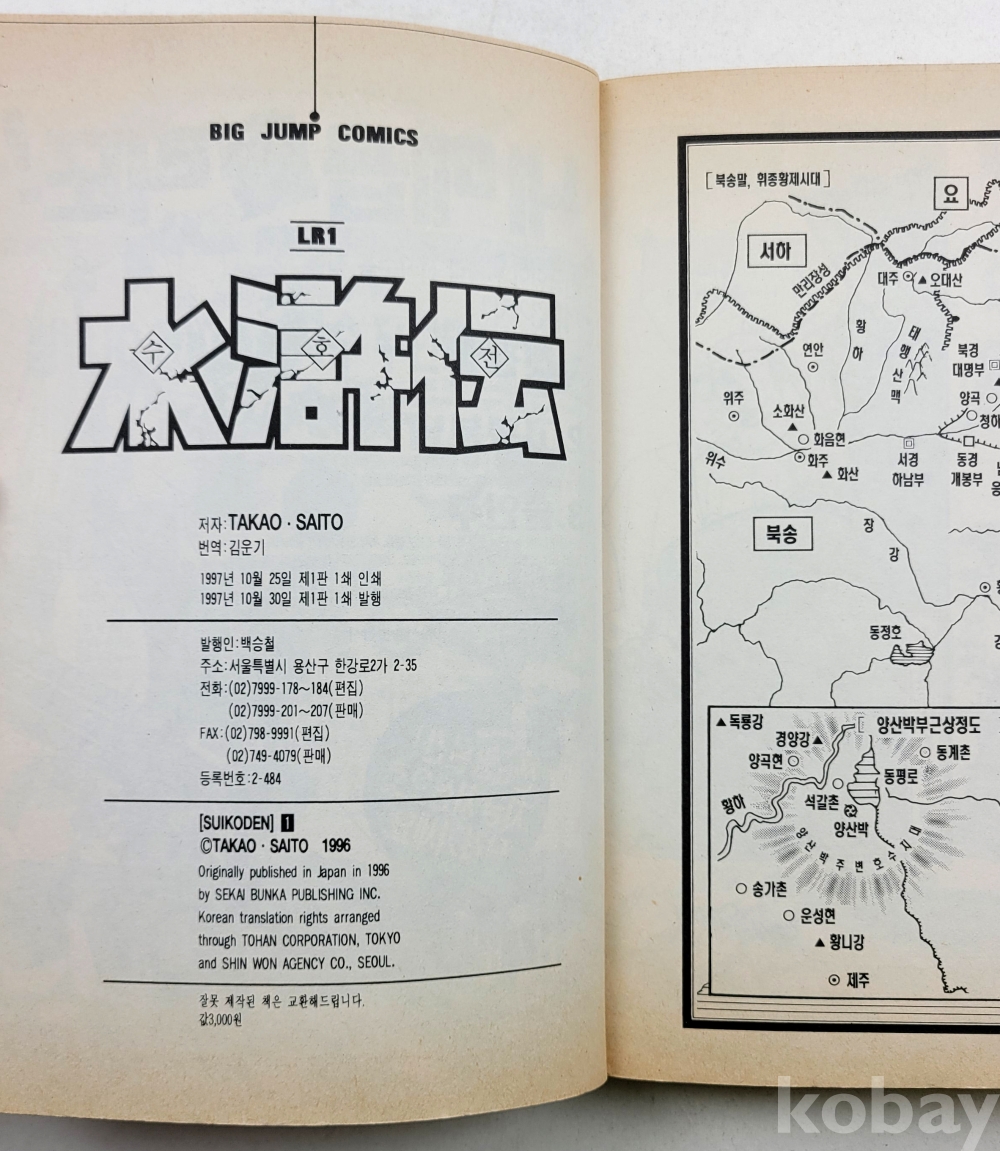 BIG JUMP COMICS
LR1
水滸伝
수 호 전
저자:TAKAO · SAITO
번역:김운기
1997년 10월 25일 제1판 1쇄 인쇄
1997년 10월 30일 제1판 1쇄 발행
발행인:백승철
주소:서울특별시 용산구 한강로2가 2-35
전화:(02)7999-178~184(편집)
(02)7999-201~207(판매)
FAX:(02)798-9991(편집)
(02)749-4079(판매)
등록번호:2-484
[SUIKODEN] 1
©TAKAO · SAITO 1996
Originally published in Japan in 1996
by SEKAI BUNKA PUBLISHING INC.
Korean translation rights arranged
through TOHAN CORPORATION, TOKYO
and SHIN WON AGENCY CO., SEOUL.
잘못 제작된 책은 교환해드립니다.
값3,000원
[북송말, 휘종황제시대]
요
서하
만리장성
대주
▲오대산
황하
태행산맥
연안
북경
대명부
위주
양곡
소화산
화음현
위수
화주
▲화산
서경
하남부
동경
개봉부
북송
장강
동정호
▲독룡강
[ 양산박부근상정도
경양강▲
동계촌
양곡현
동평로
황하
석갈촌
양산박
양산박주변호수지대
송가촌
운성현
▲황니강
제주
kobay